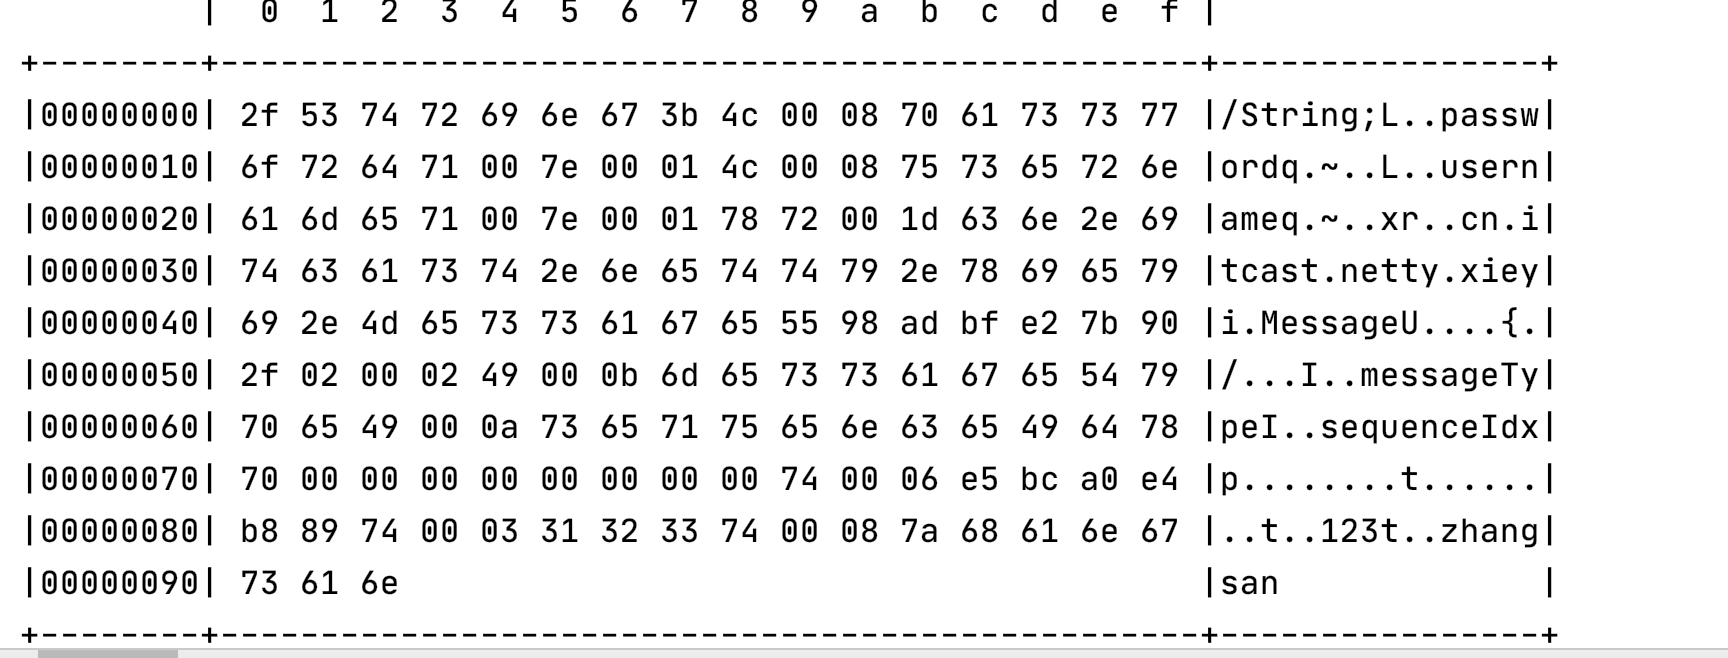 | 0 1 2 3 4 5 6 7 8 9 a b c d e f |
+--------+-------------------------------------------------+----------------+
|00000000| 2f 53 74 72 69 6e 67 3b 4c 00 08 70 61 73 73 77 |/String;L..passw|
|00000010| 6f 72 64 71 00 7e 00 01 4c 00 08 75 73 65 72 6e |ordq.~..L..usern|
|00000020| 61 6d 65 71 00 7e 00 01 78 72 00 1d 63 6e 2e 69 |ameq.~..xr..cn.i|
|00000030| 74 63 61 73 74 2e 6e 65 74 74 79 2e 78 69 65 79 |tcast.netty.xiey|
|00000040| 69 2e 4d 65 73 73 61 67 65 55 98 ad bf e2 7b 90 |i.MessageU....{.|
|00000050| 2f 02 00 02 49 00 0b 6d 65 73 73 61 67 65 54 79 |/...I..messageTy|
|00000060| 70 65 49 00 0a 73 65 71 75 65 6e 63 65 49 64 78 |peI..sequenceIdx|
|00000070| 70 00 00 00 00 00 00 00 00 74 00 06 e5 bc a0 e4 |p........t......|
|00000080| b8 89 74 00 03 31 32 33 74 00 08 7a 68 61 6e 67 |..t..123t..zhang|
|00000090| 73 61 6e |san |
+--------+-------------------------------------------------+----------------+